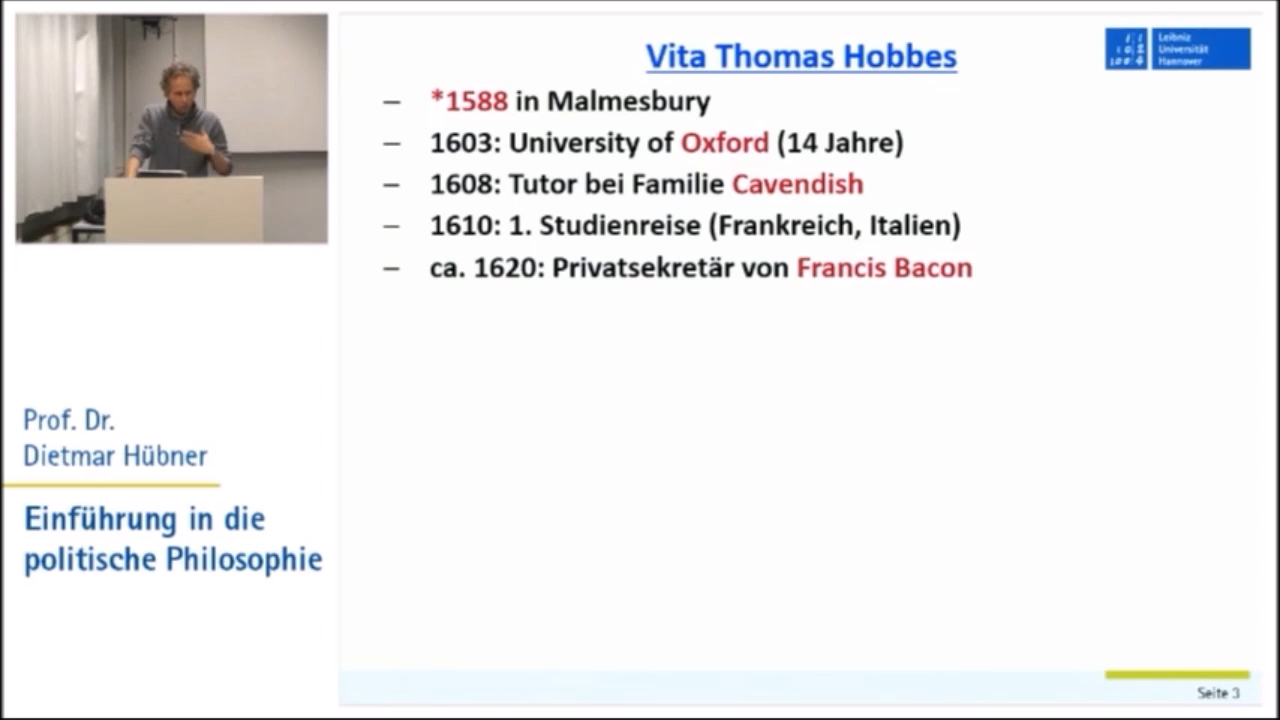 Vita Thomas Hobbes
Leibniz
Universität
Hannover
– *1588 in Malmesbury
– 1603: University of Oxford (14 Jahre)
– 1608: Tutor bei Familie Cavendish
– 1610: 1. Studienreise (Frankreich, Italien)
– ca. 1620: Privatsekretär von Francis Bacon
Prof. Dr.
Dietmar Hübner
Einführung in die
politische Philosophie
Seite 3